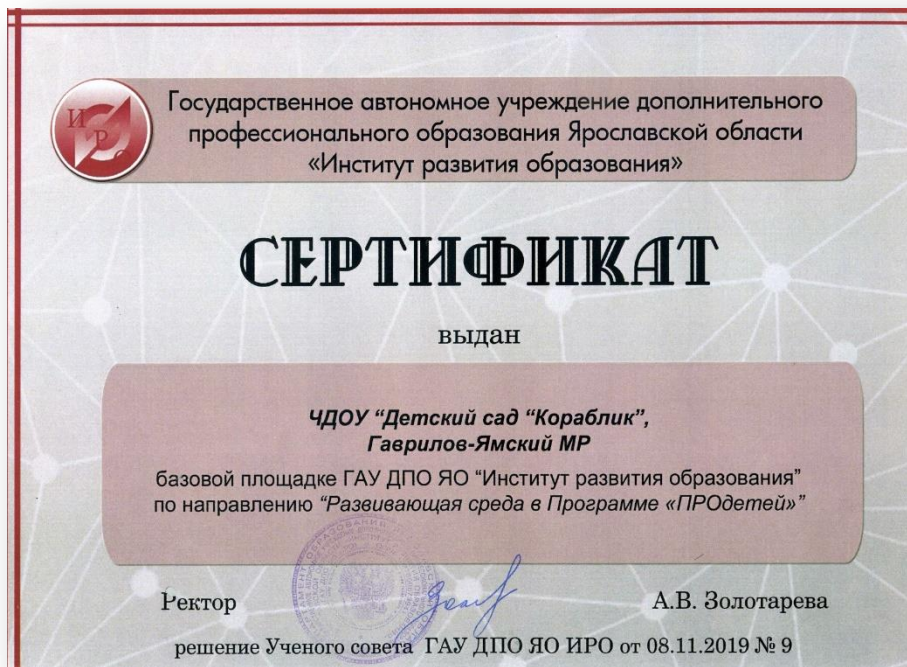 И
Р
О
Государственное автономное учреждение дополнительного
профессионального образования Ярославской области
«Институт развития образования»
СЕРТИФИКАТ
выдан
ЧДОУ “Детский сад “Кораблик”,
Гаврилов-Ямский МР
базовой площадке ГАУ ДПО ЯО “Институт развития образования”
по направлению “Развивающая среда в Программе «ПРОдетей»”
Ректор
А.В. Золотарева
решение Ученого совета ГАУ ДПО ЯО ИРО от 08.11.2019 № 9